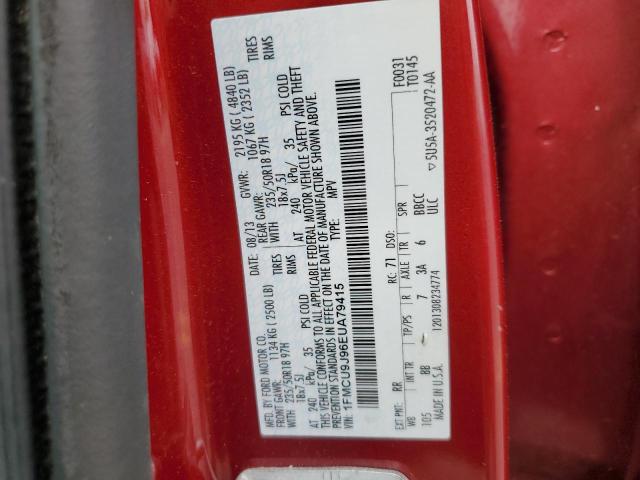 MFD. BY FORD MOTOR CO.
DATE: 08/13 GVWR: 2195 KG ( 4840 LB)
FRONT GAWR: 1134 KG ( 2500 LB) REAR GAWR: 1067 KG ( 2352 LB)
WITH 235/50R18 97H TIRES WITH 235/50R18 97H TIRES
18x7.5J RIMS 18x7.5J RIMS
AT 240 kPa/ 35 PSI COLD AT 240 kPa/ 35 PSI COLD
THIS VEHICLE CONFORMS TO ALL APPLICABLE FEDERAL MOTOR VEHICLE SAFETY AND THEFT
PREVENTION STANDARDS IN EFFECT ON THE DATE OF MANUFACTURE SHOWN ABOVE.
VIN: 1FMCU9J96EUA79415 TYPE: MPV
F0031
T0145
EXT PNT: RR RC: 71 DSO:
WB INT TR TP/PS R AXLE TR SPR
105 BB 7 3A 6 BBCC
ULC
MADE IN U.S.A. 1201308234774 ▽5U5A-3520472-AA